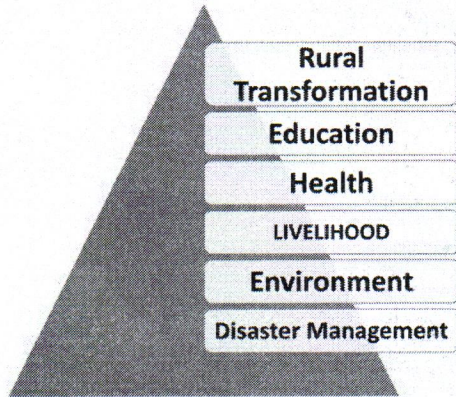 Rural
Transformation
Education
Health
LIVELIHOOD
Environment
Disaster Management